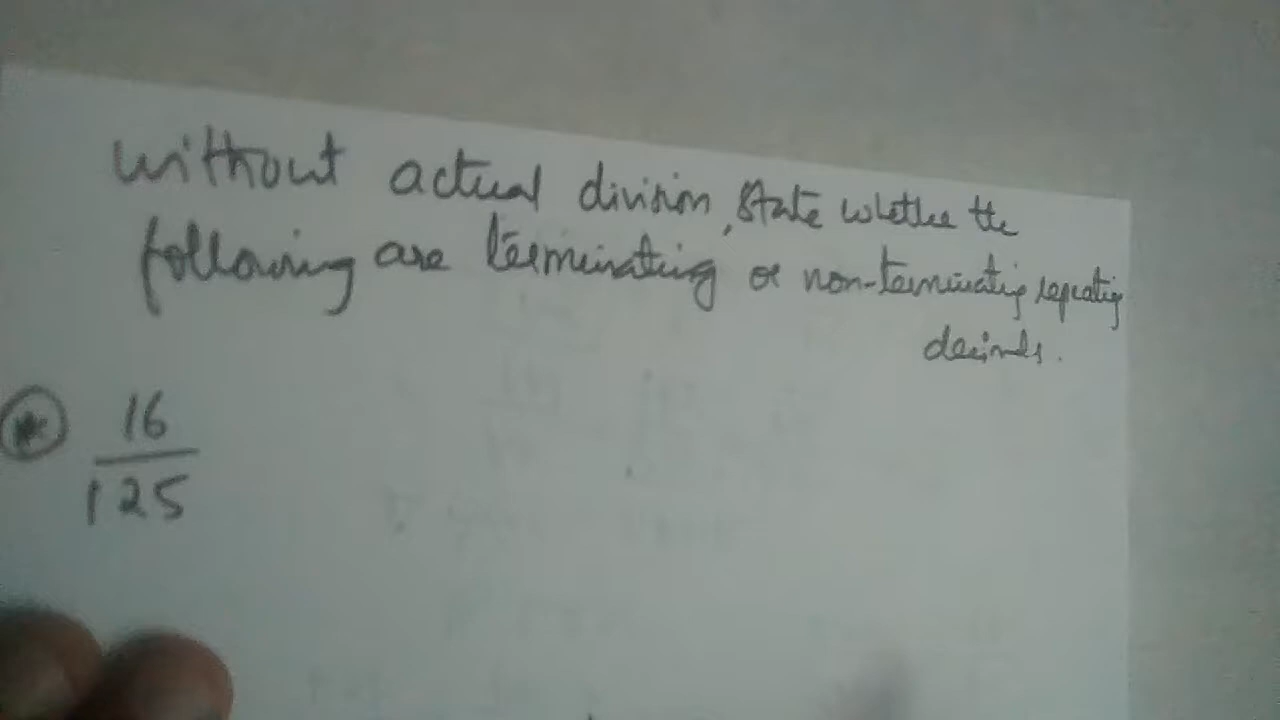 without actual division, state whether the
following are terminating or non-terminating repeating
decimals.
* 16
125